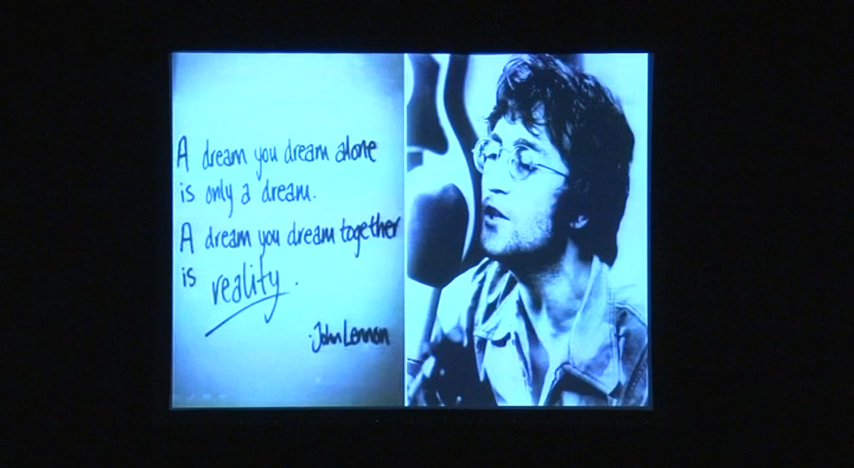 A dream you dream alone
is only a dream.
A dream you dream together
is reality.
-John Lennon